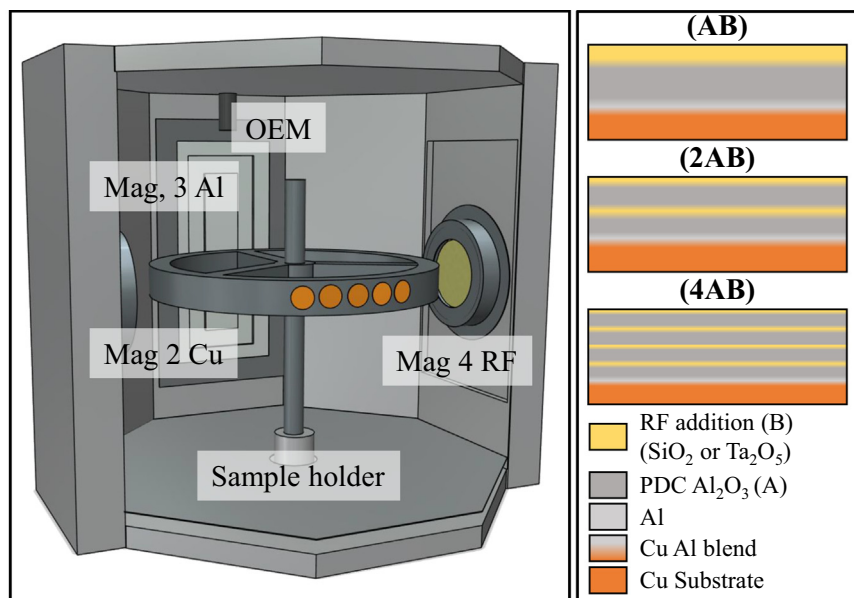 OEM
Mag, 3 Al
Mag 2 Cu
Mag 4 RF
Sample holder
(AB)
(2AB)
(4AB)
RF addition (B)
(SiO₂ or Ta₂O₅)
PDC Al₂O₃ (A)
Al
Cu Al blend
Cu Substrate